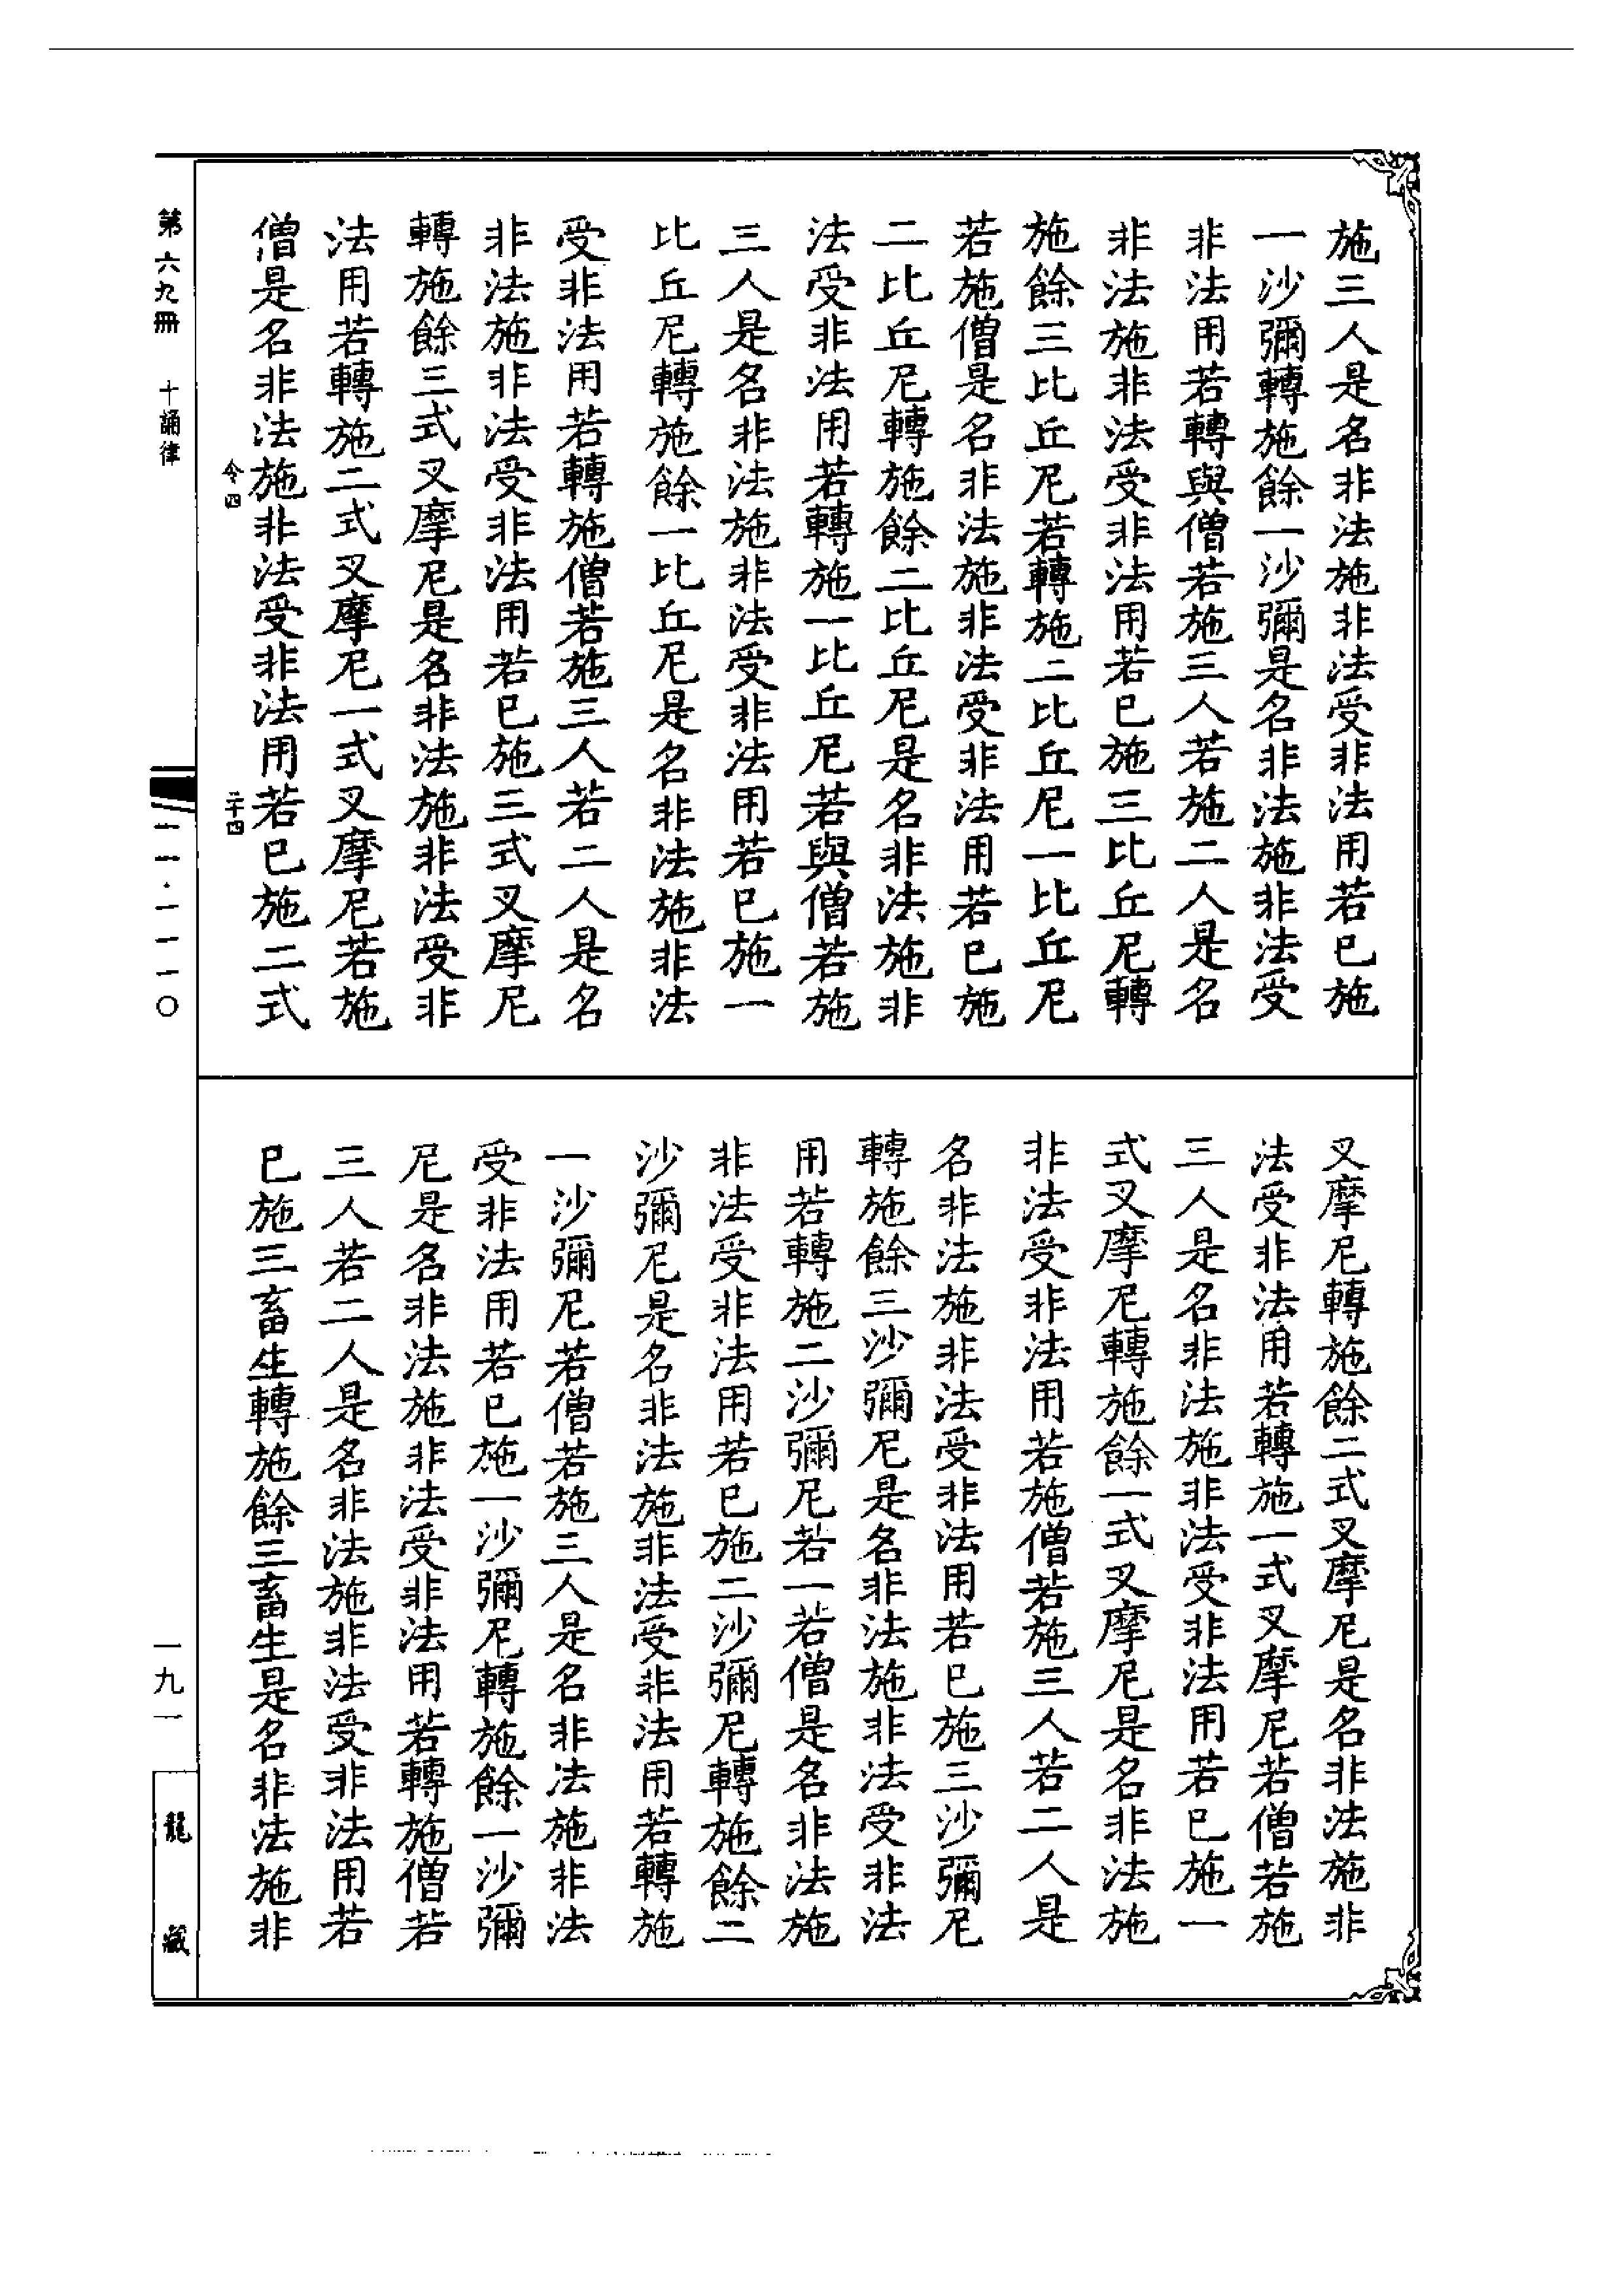 施三人是名非法施非法受非法用若已施
一沙彌轉施餘一沙彌是名非法施非法受
非法用若轉與僧若施三人若施二人是名
非法施非法受非法用若已施三比丘尼轉
施餘三比丘尼若轉施二比丘尼一比丘尼
若施僧是名非法施非法受非法用若已施
二比丘尼轉施餘二比丘尼是名非法施非
法受非法用若轉施一比丘尼若與僧若施
三人是名非法施非法受非法用若已施一
比丘尼轉施餘一比丘尼是名非法施非法
受非法用若轉施僧若施三人若二人是名
非法施非法受非法用若已施三式叉摩尼
轉施餘三式叉摩尼是名非法施非法受非
法用若轉施二式叉摩尼一式叉摩尼若施
僧是名非法施非法受非法用若已施二式
令四
二十四
叉摩尼轉施餘二式叉摩尼是名非法施非
法受非法用若轉施一式叉摩尼若僧若施
三人是名非法施非法受非法用若已施一
式叉摩尼轉施餘一式叉摩尼是名非法施
非法受非法用若施僧若施三人若二人是
名非法施非法受非法用若已施三沙彌尼
轉施餘三沙彌尼是名非法施非法受非法
用若轉施二沙彌尼若一若僧是名非法施
非法受非法用若已施二沙彌尼轉施餘二
沙彌尼是名非法施非法受非法用若轉施
一沙彌尼若僧若施三人是名非法施非法
受非法用若已施一沙彌尼轉施餘一沙彌
尼是名非法施非法受非法用若轉施僧若
三人若二人是名非法施非法受非法用若
已施三畜生轉施餘三畜生是名非法施非
第六九冊 十誦律
一一一·一一一〇
一九一
龍藏